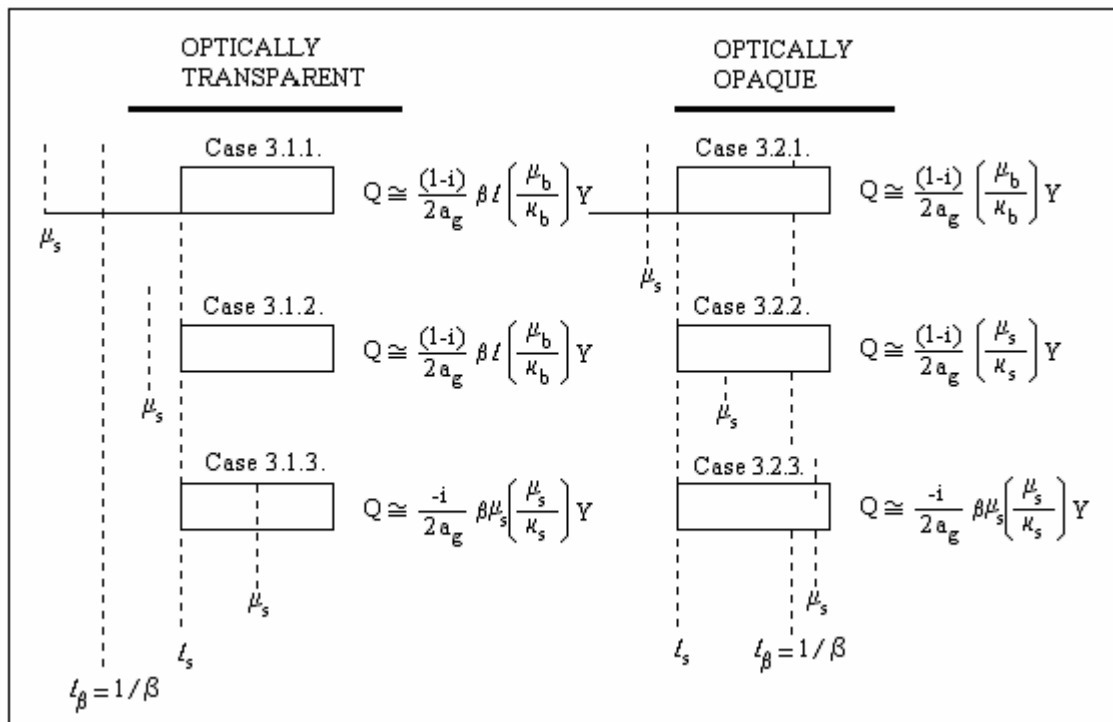 OPTICALLY
TRANSPARENT
Case 3.1.1.
Q ≅ (1-i)/2a_g β l (μ_b/κ_b) Y
μ_s
Case 3.1.2.
Q ≅ (1-i)/2a_g β l (μ_b/κ_b) Y
μ_s
Case 3.1.3.
Q ≅ -i/2a_g βμ_s (μ_s/κ_s) Y
μ_s
l_s
l_β = 1/β
OPTICALLY
OPAQUE
Case 3.2.1.
Q ≅ (1-i)/2a_g (μ_b/κ_b) Y
μ_s
Case 3.2.2.
Q ≅ (1-i)/2a_g (μ_s/κ_s) Y
μ_s
Case 3.2.3.
Q ≅ -i/2a_g βμ_s (μ_s/κ_s) Y
μ_s
l_s
l_β = 1/β